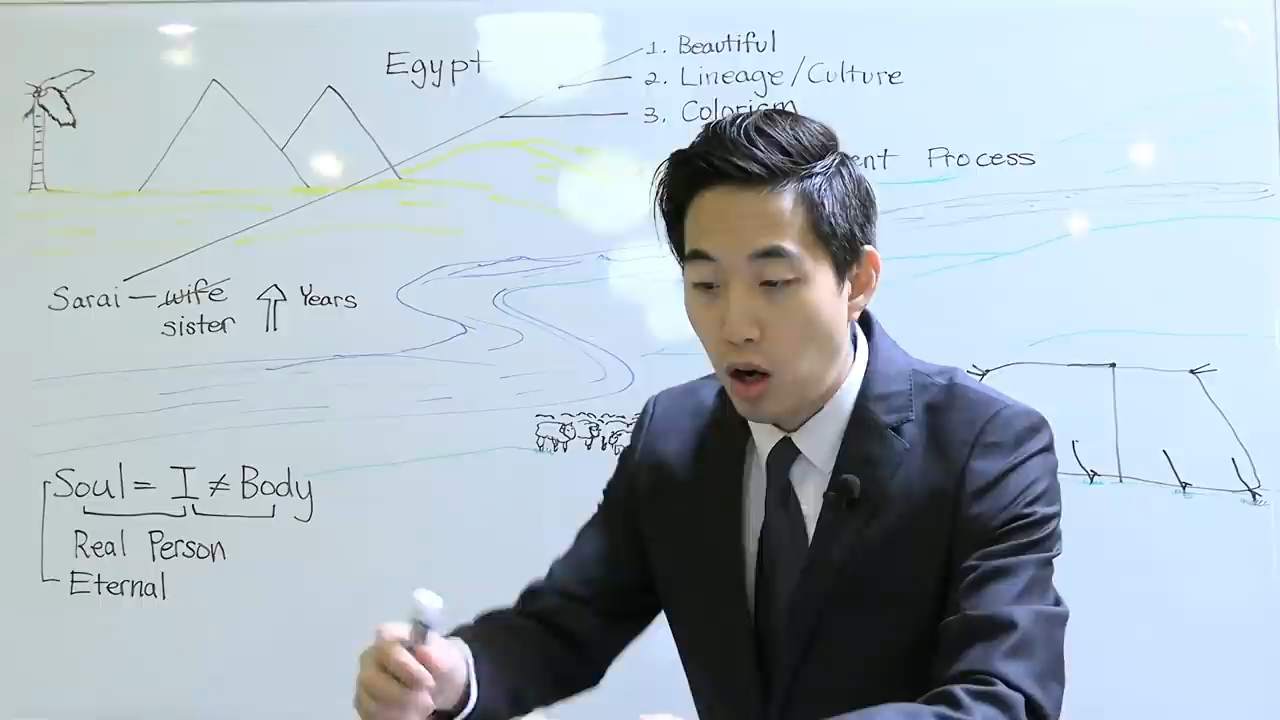 Egypt
1. Beautiful
2. Lineage/Culture
3. Colorism
Process
Sarai – wife
sister
Years
Soul = I ≠ Body
Real Person
Eternal